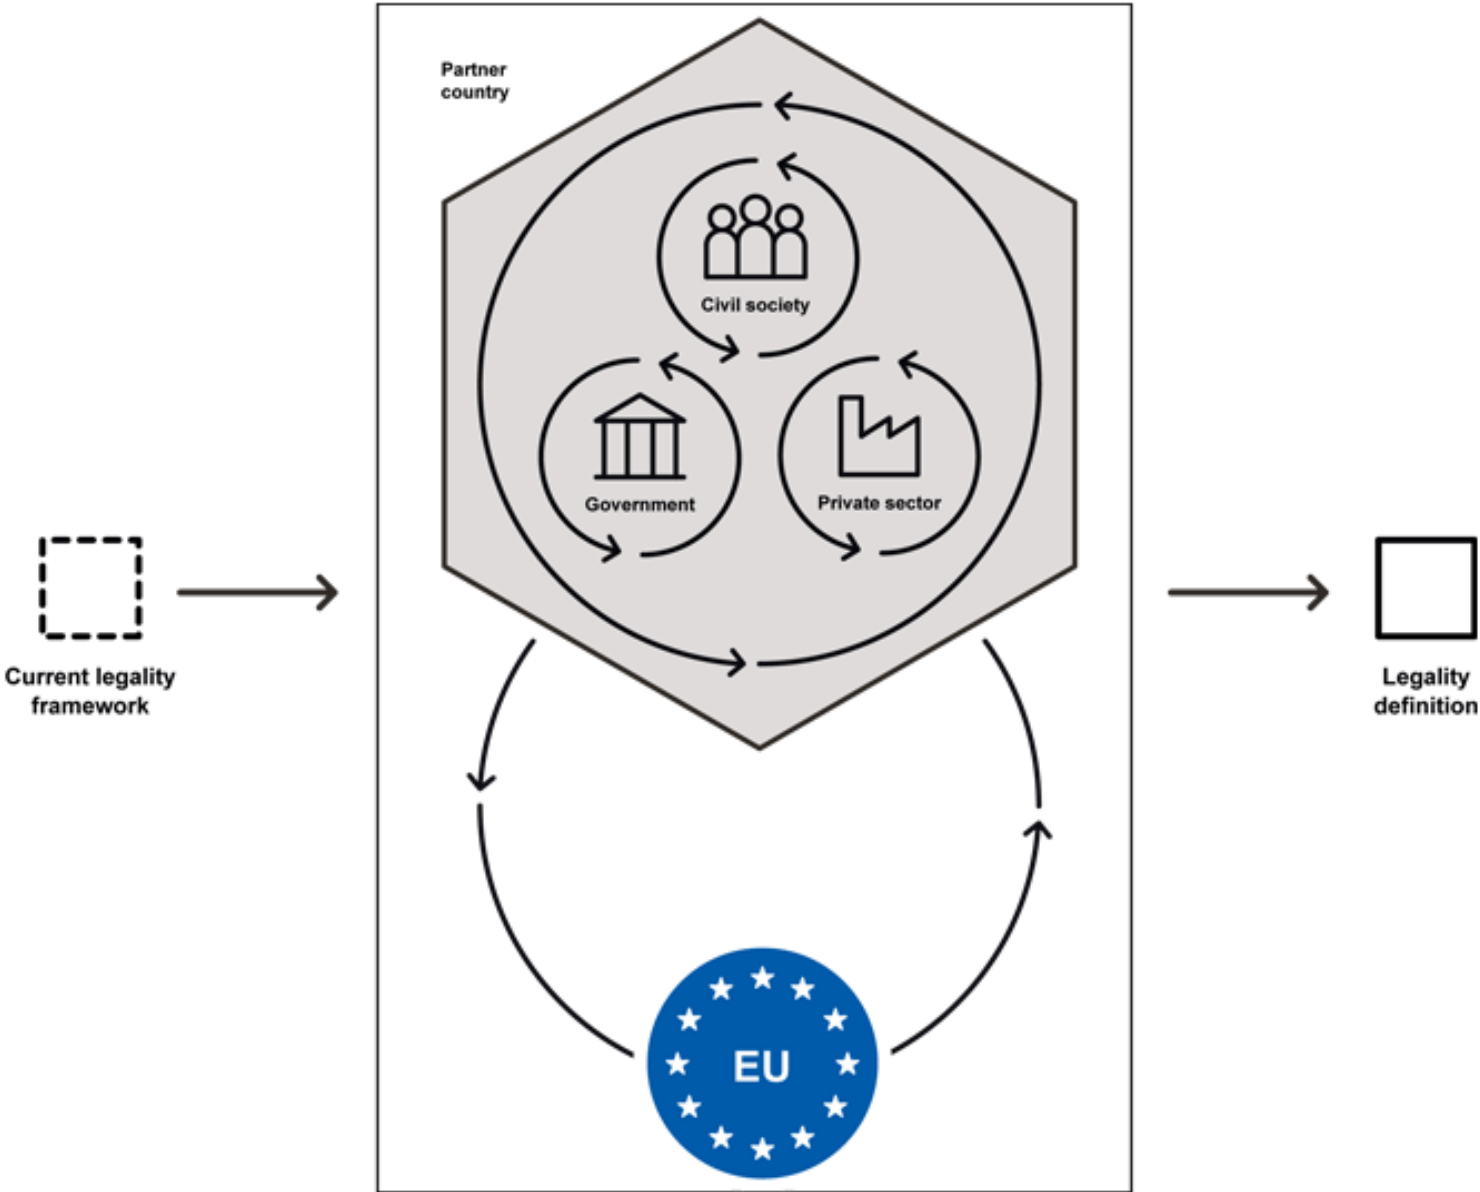 Partner
country
Civil society
Government
Private sector
Current legality
framework
Legality
definition
EU